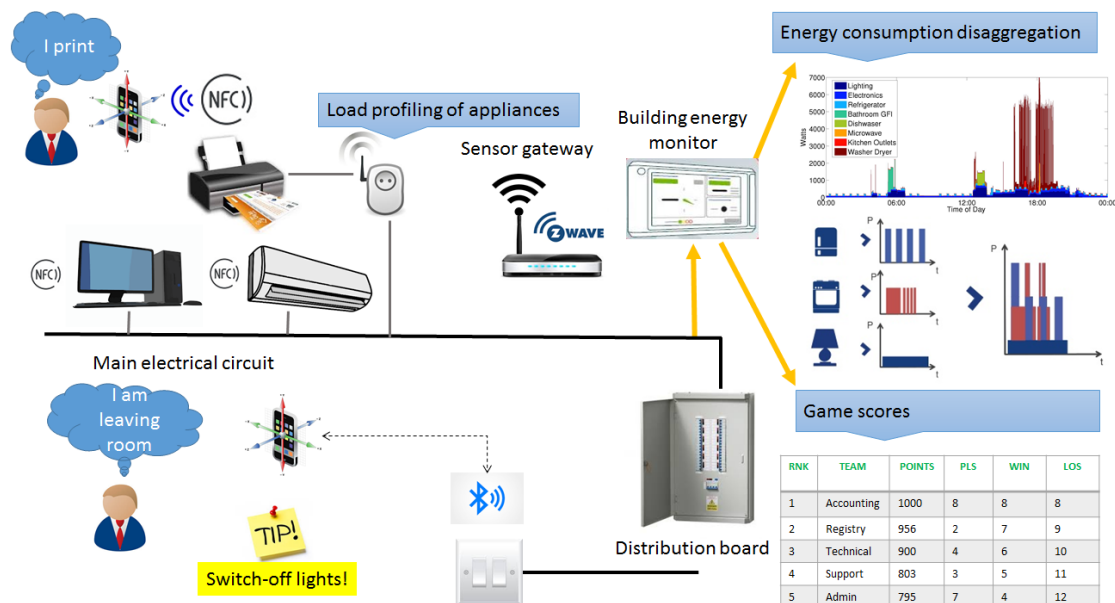 I print
NFC
Load profiling of appliances
Sensor gateway
Z WAVE
Building energy
monitor
Energy consumption disaggregation
7000
6000
5000
4000
3000
2000
1000
0
Watts
Lighting
Electronics
Refrigerator
Bathroom GFI
Dishwaser
Microwave
Kitchen Outlets
Washer Dryer
00:00 06:00 12:00 18:00 00:00
Time of Day
P
t
P
t
P
t
P
t
NFC
NFC
Main electrical circuit
I am
leaving
room
TIP!
Switch-off lights!
Distribution board
Game scores
RNK TEAM POINTS PLS WIN LOS
1 Accounting 1000 8 8 8
2 Registry 956 2 7 9
3 Technical 900 4 6 10
4 Support 803 3 5 11
5 Admin 795 7 4 12